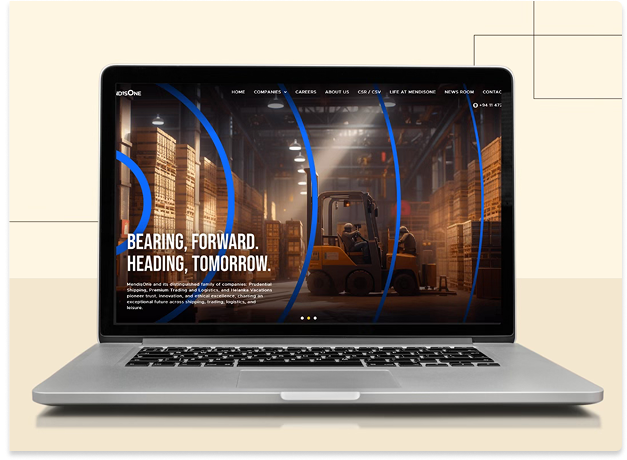 NDISONE HOME COMPANIES CAREERS ABOUT US CSR / CSV LIFE AT MENDISONE NEWS ROOM CONTAC
+94 11 472
BEARING, FORWARD.
HEADING, TOMORROW.
MendisOne and its distinguished family of companies: Prudential
Shipping, Premium Trading and Logistics, and Helanka Vacations
pioneer trust, innovation, and ethical excellence, charting an
exceptional future across shipping, trading, logistics, and
leisure.